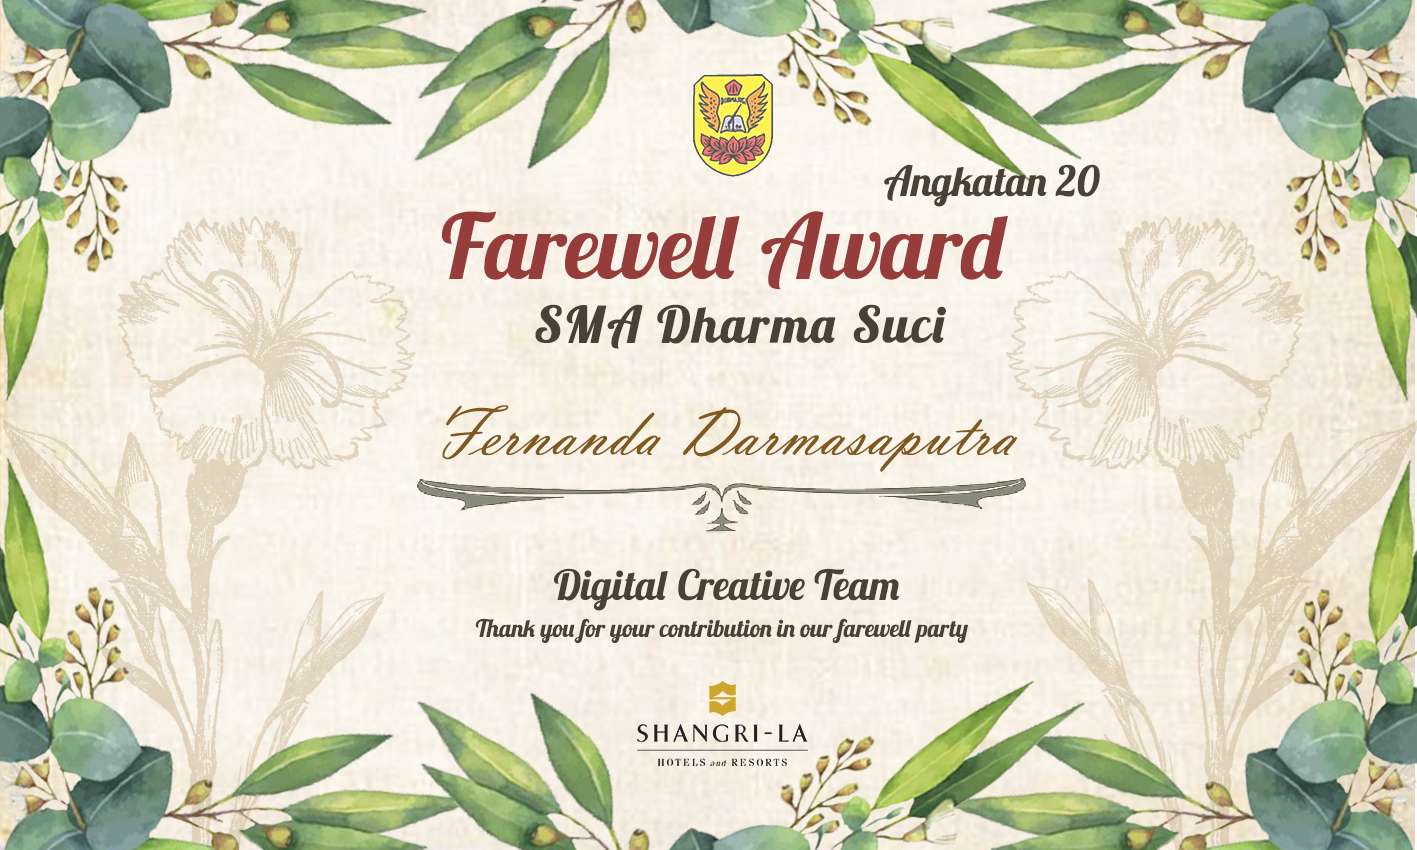 Angkatan 20
Farewell Award
SMA Dharma Suci
Fernanda Darmasaputra
Digital Creative Team
Thank you for your contribution in our farewell party
SHANGRI-LA
HOTELS and RESORTS